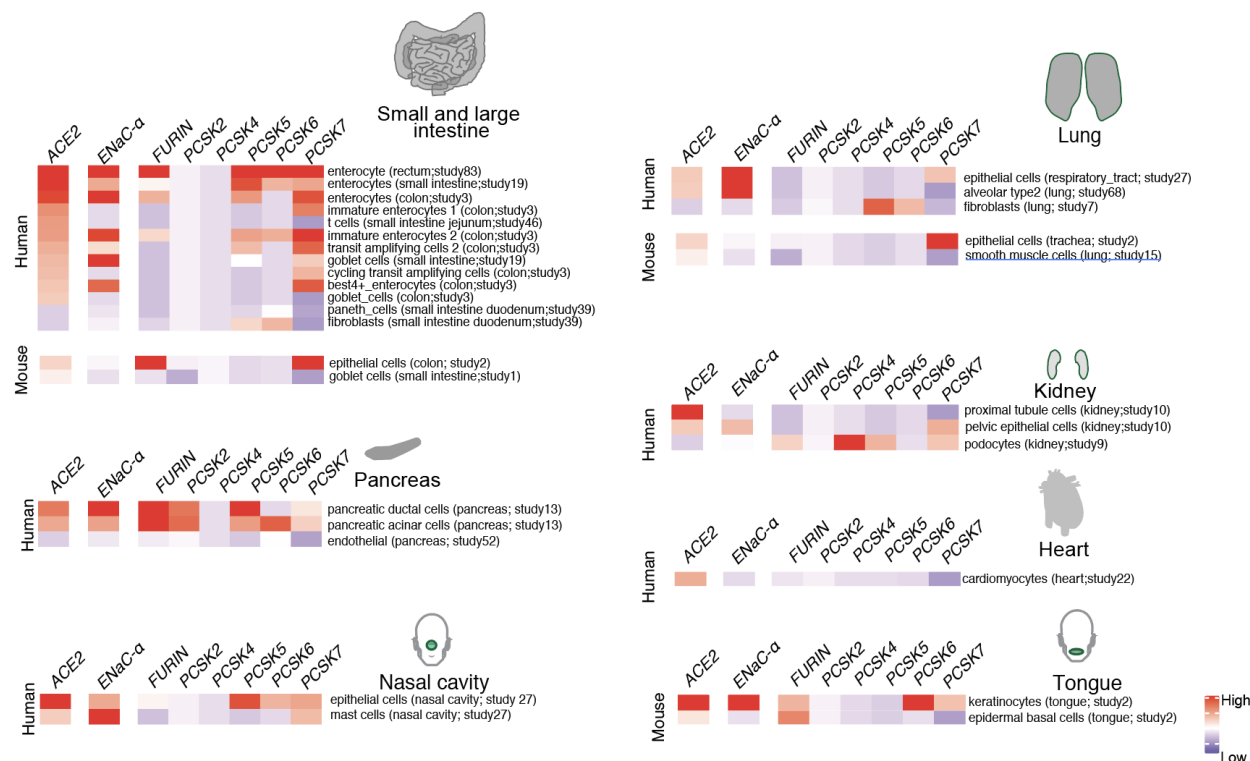 Small and large
intestine
ACE2
ENaC-α
FURIN
PCSK2
PCSK4
PCSK5
PCSK6
PCSK7
Human
enterocyte (rectum;study83)
enterocytes (small intestine;study19)
enterocytes (colon;study3)
immature enterocytes 1 (colon;study3)
t cells (small intestine jejunum;study46)
immature enterocytes 2 (colon;study3)
transit amplifying cells 2 (colon;study3)
goblet cells (small intestine;study19)
cycling transit amplifying cells (colon;study3)
best4+_enterocytes (colon;study3)
goblet_cells (colon;study3)
paneth_cells (small intestine duodenum;study39)
fibroblasts (small intestine duodenum;study39)
Mouse
epithelial cells (colon; study2)
goblet cells (small intestine;study1)
Pancreas
ACE2
ENaC-α
FURIN
PCSK2
PCSK4
PCSK5
PCSK6
PCSK7
Human
pancreatic ductal cells (pancreas; study13)
pancreatic acinar cells (pancreas; study13)
endothelial (pancreas; study52)
Nasal cavity
ACE2
ENaC-α
FURIN
PCSK2
PCSK4
PCSK5
PCSK6
PCSK7
Human
epithelial cells (nasal cavity; study 27)
mast cells (nasal cavity; study27)
Lung
ACE2
ENaC-α
FURIN
PCSK2
PCSK4
PCSK5
PCSK6
PCSK7
Human
epithelial cells (respiratory_tract; study27)
alveolar type2 (lung; study68)
fibroblasts (lung; study7)
Mouse
epithelial cells (trachea; study2)
smooth muscle cells (lung; study15)
Kidney
ACE2
ENaC-α
FURIN
PCSK2
PCSK4
PCSK5
PCSK6
PCSK7
Human
proximal tubule cells (kidney;study10)
pelvic epithelial cells (kidney;study10)
podocytes (kidney;study9)
Heart
ACE2
ENaC-α
FURIN
PCSK2
PCSK4
PCSK5
PCSK6
PCSK7
Human
cardiomyocytes (heart;study22)
Tongue
ACE2
ENaC-α
FURIN
PCSK2
PCSK4
PCSK5
PCSK6
PCSK7
Mouse
keratinocytes (tongue; study2)
epidermal basal cells (tongue; study2)
High
Low